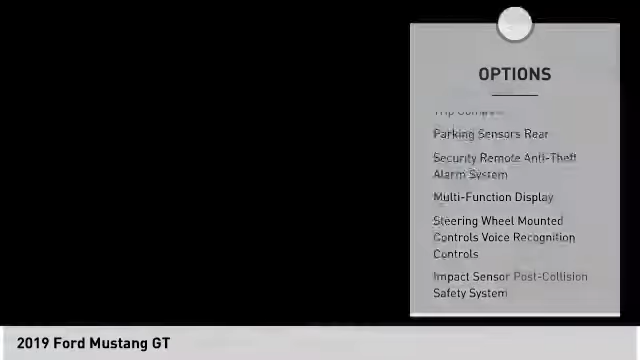 OPTIONS
Parking Sensors Rear
Security Remote Anti-Theft
Alarm System
Multi-Function Display
Steering Wheel Mounted
Controls Voice Recognition
Controls
Impact Sensor Post-Collision
Safety System
2019 Ford Mustang GT